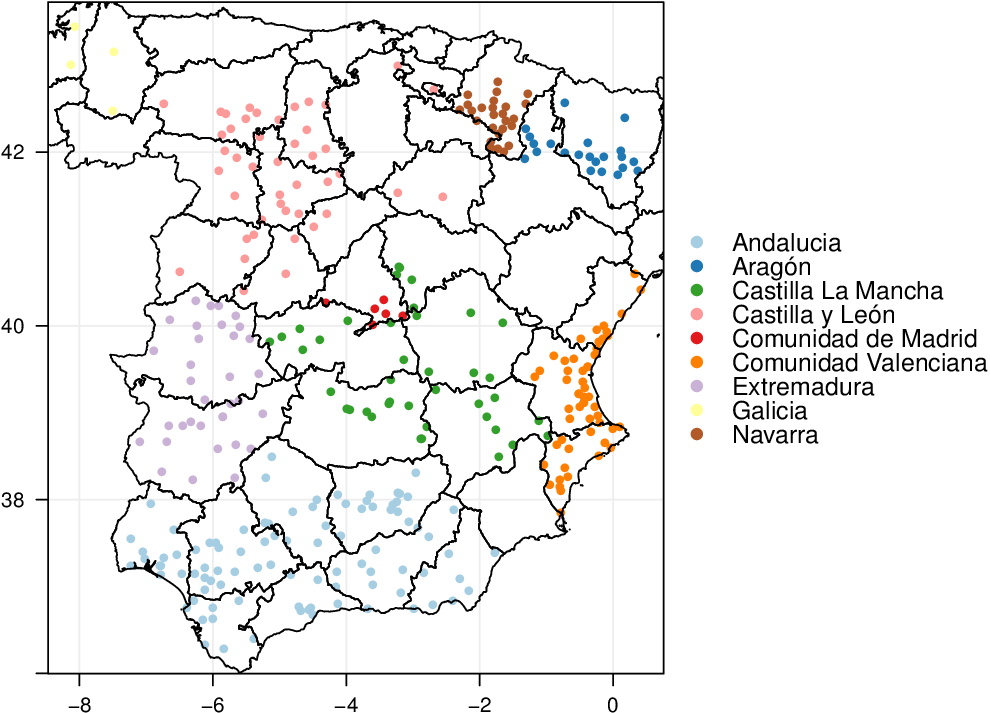 42
40
38
−8
−6
−4
−2
0
Andalucia
Aragón
Castilla La Mancha
Castilla y León
Comunidad de Madrid
Comunidad Valenciana
Extremadura
Galicia
Navarra